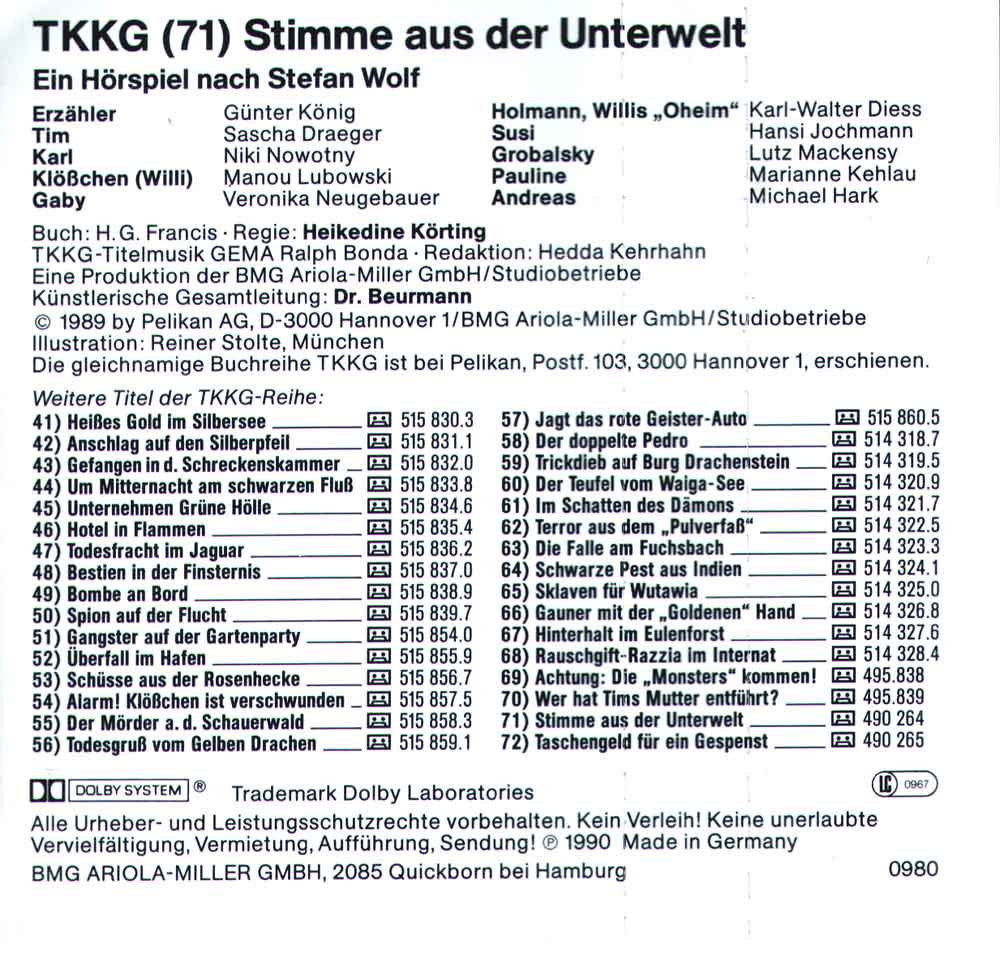 TKKG (71) Stimme aus der Unterwelt
Ein Hörspiel nach Stefan Wolf
Erzähler Günter König
Tim Sascha Draeger
Karl Niki Nowotny
Klößchen (Willi) Manou Lubowski
Gaby Veronika Neugebauer
Holmann, Willis „Oheim“ Karl-Walter Diess
Susi Hansi Jochmann
Grobalsky Lutz Mackensy
Pauline Marianne Kehlau
Andreas Michael Hark
Buch: H. G. Francis · Regie: Heikedine Körting
TKKG-Titelmusik GEMA Ralph Bonda · Redaktion: Hedda Kehrhahn
Eine Produktion der BMG Ariola-Miller GmbH/Studiobetriebe
Künstlerische Gesamtleitung: Dr. Beurmann
© 1989 by Pelikan AG, D-3000 Hannover 1/BMG Ariola-Miller GmbH/Studiobetriebe
Illustration: Reiner Stolte, München
Die gleichnamige Buchreihe TKKG ist bei Pelikan, Postf. 103, 3000 Hannover 1, erschienen.
Weitere Titel der TKKG-Reihe:
41) Heißes Gold im Silbersee 515 830.3
42) Anschlag auf den Silberpfeil 515 831.1
43) Gefangen in d. Schreckenskammer 515 832.0
44) Um Mitternacht am schwarzen Fluß 515 833.8
45) Unternehmen Grüne Hölle 515 834.6
46) Hotel in Flammen 515 835.4
47) Todesfracht im Jaguar 515 836.2
48) Bestien in der Finsternis 515 837.0
49) Bombe an Bord 515 838.9
50) Spion auf der Flucht 515 839.7
51) Gangster auf der Gartenparty 515 854.0
52) Überfall im Hafen 515 855.9
53) Schüsse aus der Rosenhecke 515 856.7
54) Alarm! Klößchen ist verschwunden 515 857.5
55) Der Mörder a. d. Schauerwald 515 858.3
56) Todesgruß vom Gelben Drachen 515 859.1
57) Jagt das rote Geister-Auto 515 860.5
58) Der doppelte Pedro 514 318.7
59) Trickdieb auf Burg Drachenstein 514 319.5
60) Der Teufel vom Waiga-See 514 320.9
61) Im Schatten des Dämons 514 321.7
62) Terror aus dem „Pulverfaß“ 514 322.5
63) Die Falle am Fuchsbach 514 323.3
64) Schwarze Pest aus Indien 514 324.1
65) Sklaven für Wutawia 514 325.0
66) Gauner mit der „Goldenen“ Hand 514 326.8
67) Hinterhalt im Eulenforst 514 327.6
68) Rauschgift-Razzia im Internat 514 328.4
69) Achtung: Die „Monsters“ kommen! 495.838
70) Wer hat Tims Mutter entführt? 495.839
71) Stimme aus der Unterwelt 490 264
72) Taschengeld für ein Gespenst 490 265
DOLBY SYSTEM ® Trademark Dolby Laboratories
LC 0967
Alle Urheber- und Leistungsschutzrechte vorbehalten. Kein Verleih! Keine unerlaubte
Vervielfältigung, Vermietung, Aufführung, Sendung! ℗ 1990 Made in Germany
BMG ARIOLA-MILLER GMBH, 2085 Quickborn bei Hamburg 0980